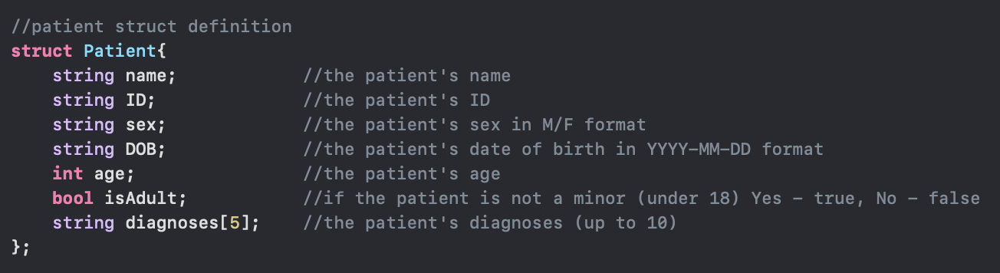 //patient struct definition
struct Patient{
    string name;            //the patient's name
    string ID;              //the patient's ID
    string sex;             //the patient's sex in M/F format
    string DOB;             //the patient's date of birth in YYYY-MM-DD format
    int age;                //the patient's age
    bool isAdult;           //if the patient is not a minor (under 18) Yes - true, No - false
    string diagnoses[5];    //the patient's diagnoses (up to 10)
};